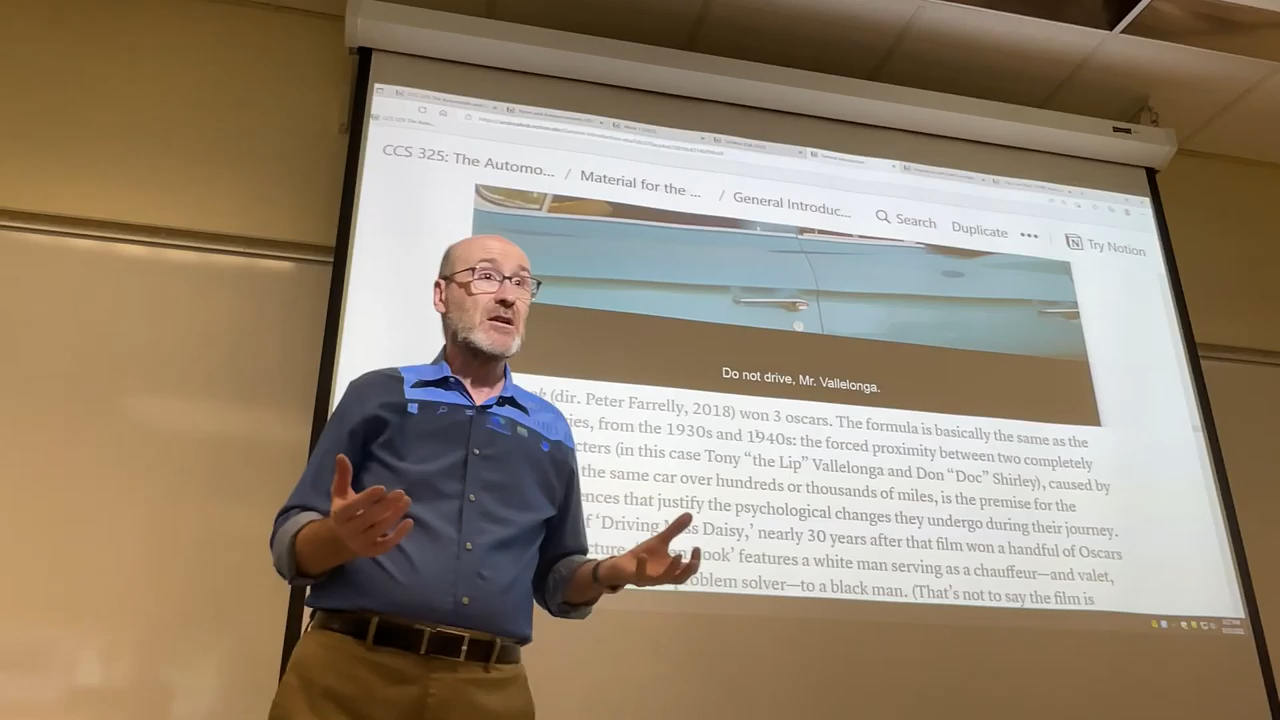 CCS 325: The Automo... / Material for the ... / General Introduc... Search Duplicate ••• Try Notion
Do not drive, Mr. Vallelonga.
(dir. Peter Farrelly, 2018) won 3 oscars. The formula is basically the same as the
from the 1930s and 1940s: the forced proximity between two completely
(in this case Tony “the Lip” Vallelonga and Don “Doc” Shirley), caused by
the same car over hundreds or thousands of miles, is the premise for the
that justify the psychological changes they undergo during their journey.
‘Driving Miss Daisy,’ nearly 30 years after that film won a handful of Oscars
features a white man serving as a chauffeur—and valet,
problem solver—to a black man. (That’s not to say the film is